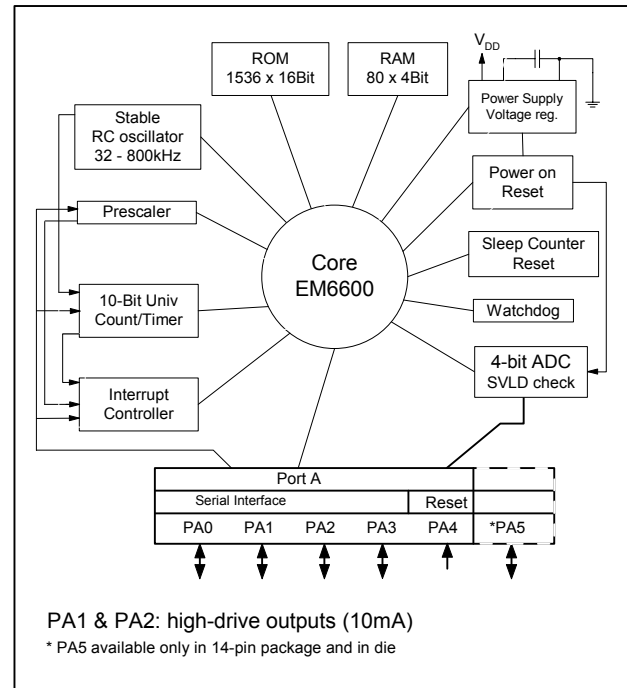 ROM
1536 x 16Bit
RAM
80 x 4Bit
VDD
Power Supply
Voltage reg.
Stable
RC oscillator
32 - 800kHz
Power on
Reset
Prescaler
Core
EM6600
Sleep Counter
Reset
10-Bit Univ
Count/Timer
Watchdog
4-bit ADC
SVLD check
Interrupt
Controller
Port A
Serial Interface
Reset
PA0 PA1 PA2 PA3 PA4 *PA5
PA1 & PA2: high-drive outputs (10mA)
* PA5 available only in 14-pin package and in die